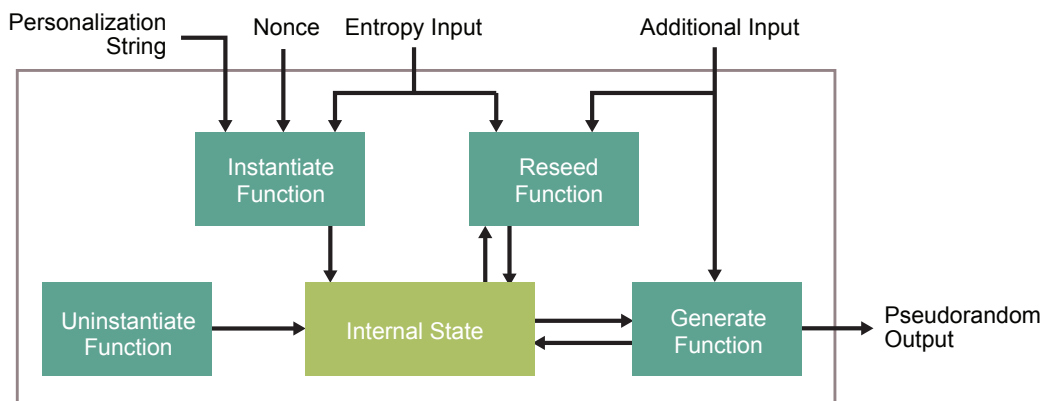 Personalization
String
Nonce
Entropy Input
Additional Input
Instantiate
Function
Reseed
Function
Uninstantiate
Function
Internal State
Generate
Function
Pseudorandom
Output